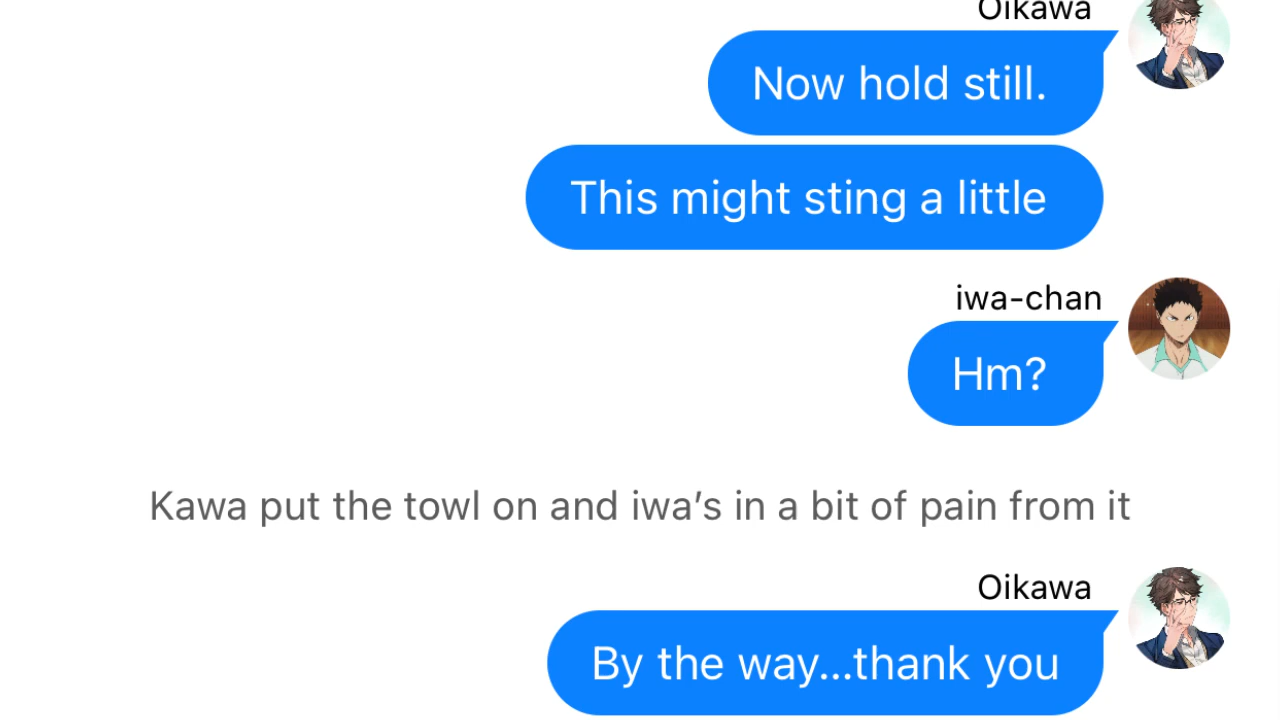 Oikawa
Now hold still.
This might sting a little
iwa-chan
Hm?
Kawa put the towl on and iwa’s in a bit of pain from it
Oikawa
By the way...thank you